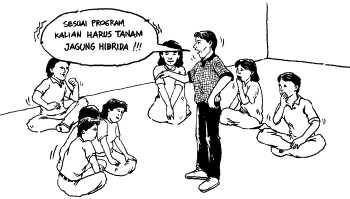 SESUAI PROGRAM
KALIAN HARUS TANAM
JAGUNG HIBRIDA !!!